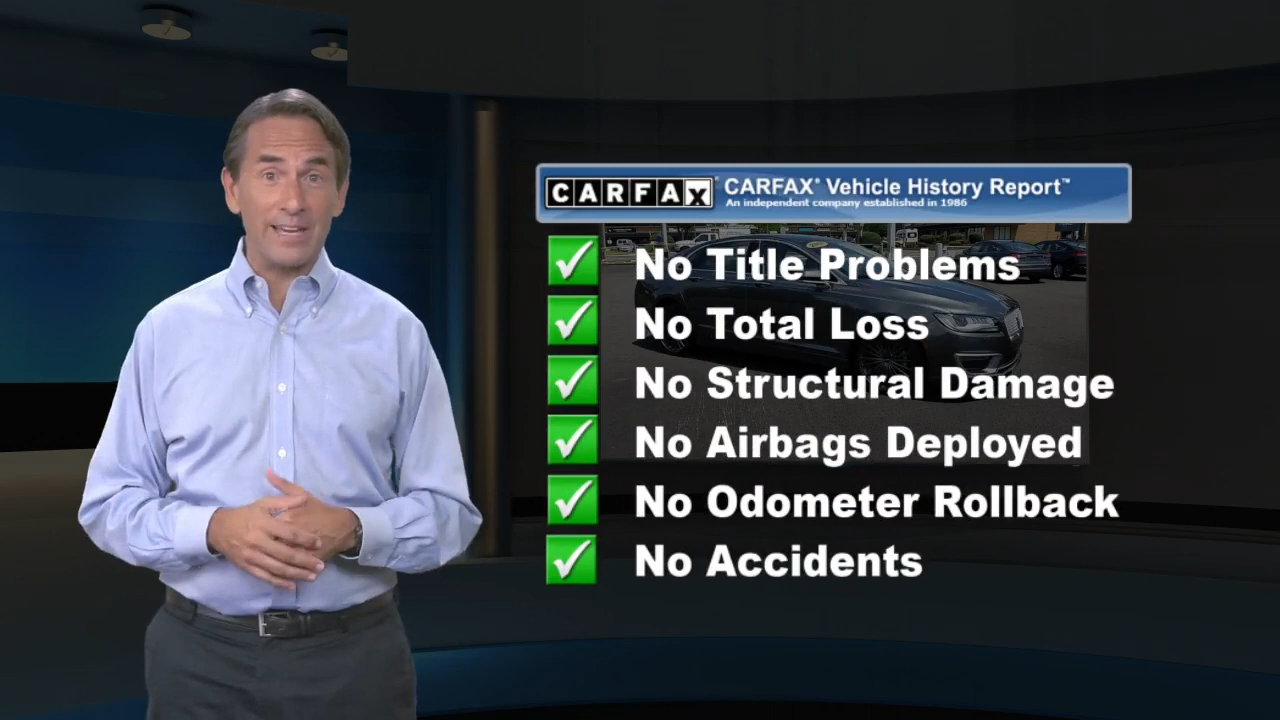 CARFAX® CARFAX® Vehicle History Report™
An independent company established in 1986
No Title Problems
No Total Loss
No Structural Damage
No Airbags Deployed
No Odometer Rollback
No Accidents